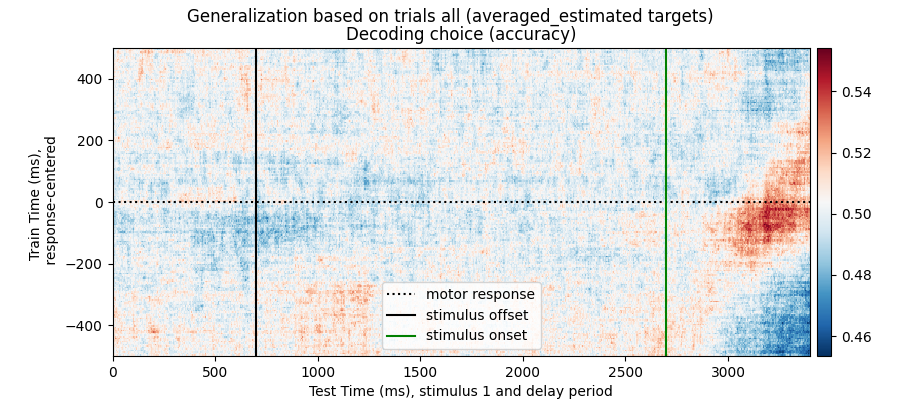 Generalization based on trials all (averaged_estimated targets)
Decoding choice (accuracy)
Train Time (ms),
response-centered
400
200
0
−200
−400
motor response
stimulus offset
stimulus onset
0
500
1000
1500
2000
2500
3000
Test Time (ms), stimulus 1 and delay period
0.54
0.52
0.50
0.48
0.46